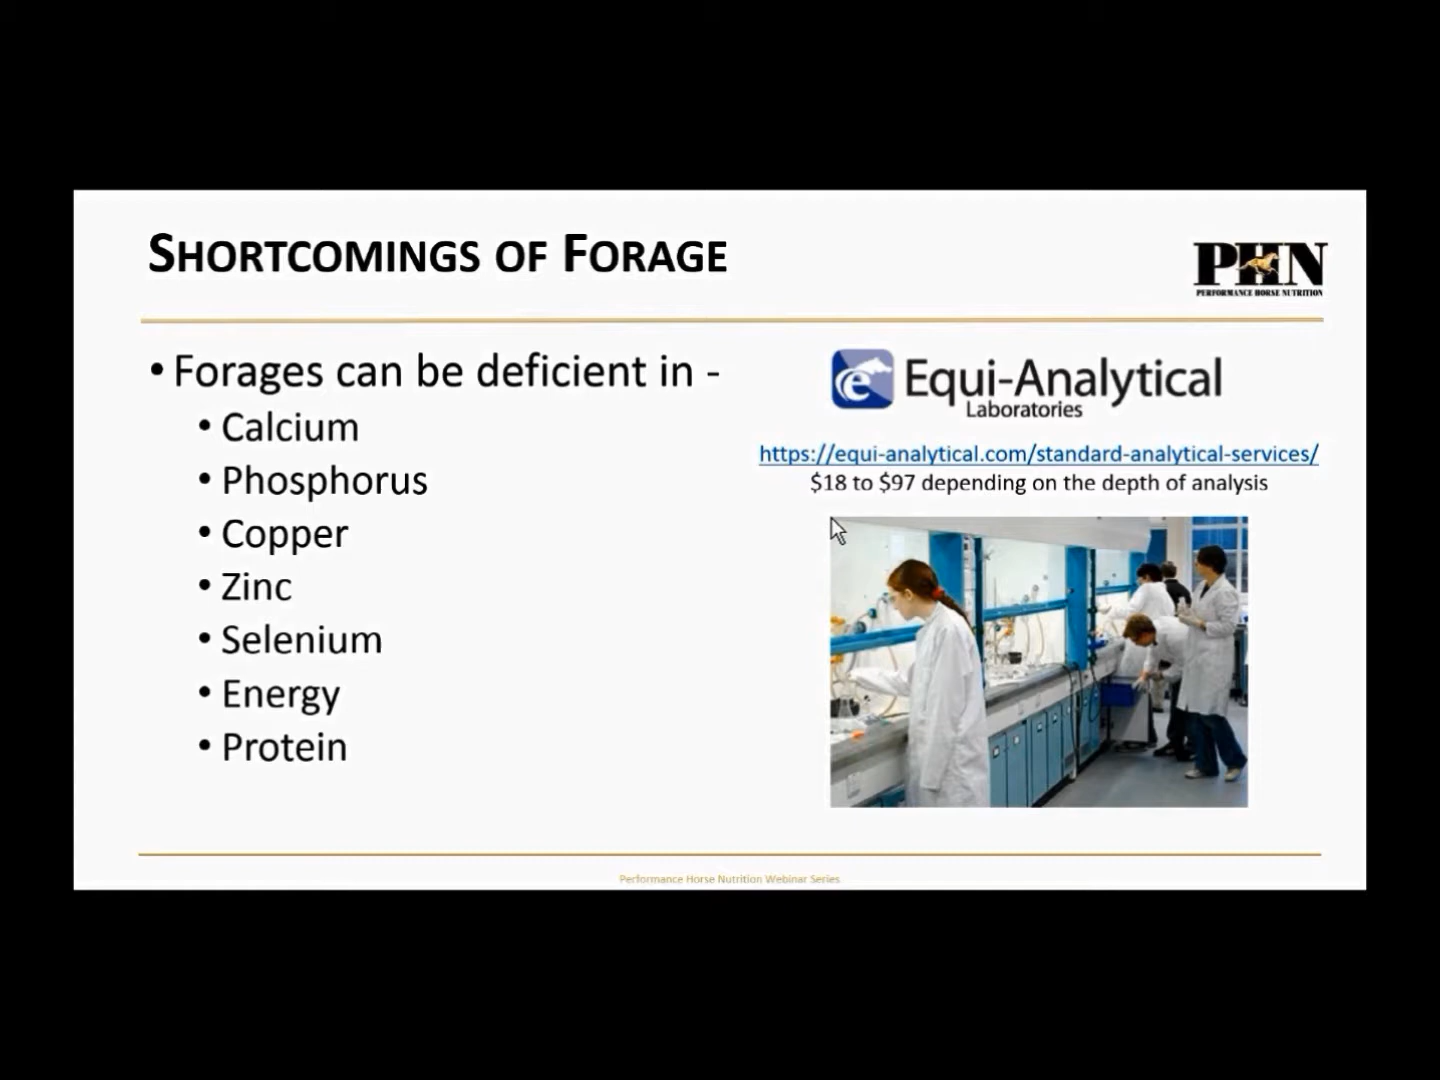 SHORTCOMINGS OF FORAGE
PHN
PERFORMANCE HORSE NUTRITION
• Forages can be deficient in -
• Calcium
• Phosphorus
• Copper
• Zinc
• Selenium
• Energy
• Protein
e Equi-Analytical
Laboratories
https://equi-analytical.com/standard-analytical-services/
$18 to $97 depending on the depth of analysis
Performance Horse Nutrition Webinar Series